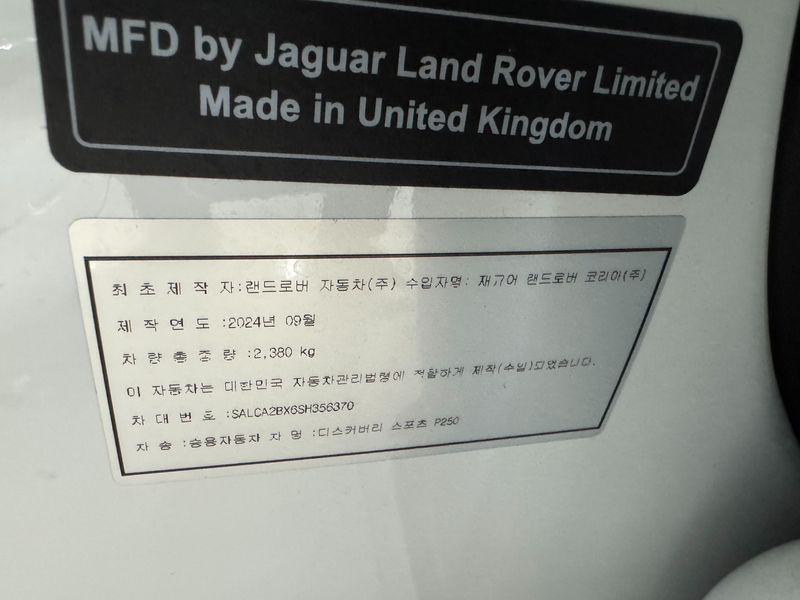 MFD by Jaguar Land Rover Limited
Made in United Kingdom
최 초 제 작 자:랜드로버 자동차(주) 수입자명: 재규어 랜드로버 코리아(주)
제 작 연 도 :2024년 09월
차 량 총 중 량 :2,380 kg
이 자동차는 대한민국 자동차관리법령에 적합하게 제작(수입)되었습니다.
차 대 번 호 :SALCA2BX6SH356370
차 종 :승용자동차 차 명 :디스커버리 스포츠 P250